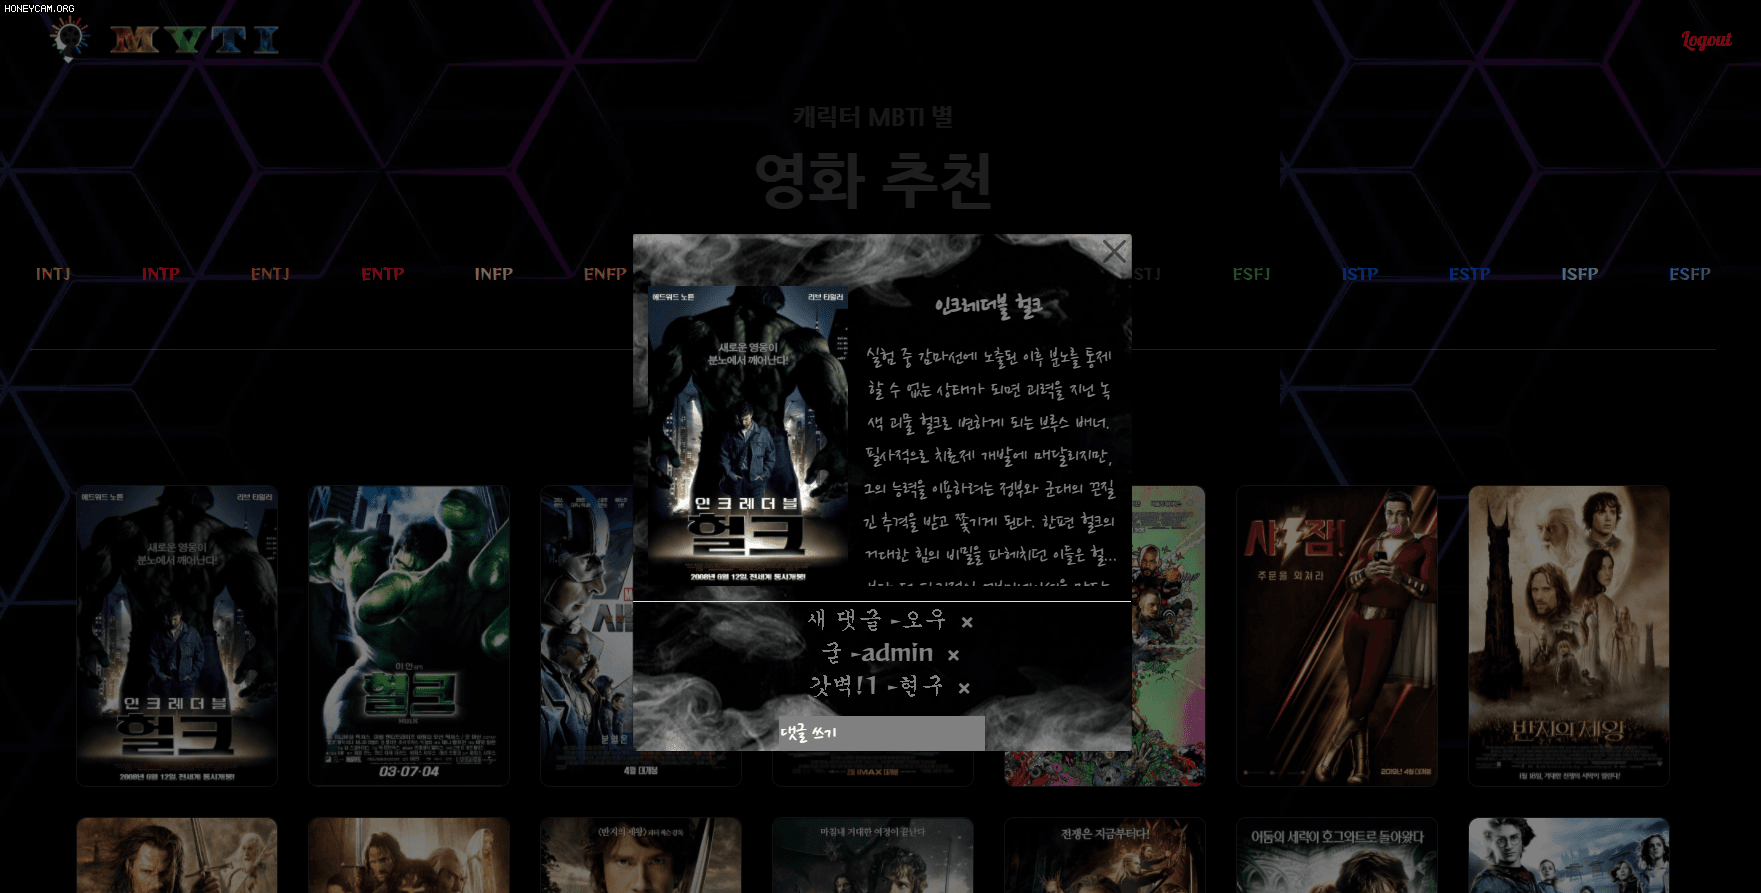 HONEYCAM.ORG
MVTI
Logout
캐릭터 MBTI 별
영화 추천
INTJ INTP ENTJ ENTP INFP ENFP STJ ESFJ ISTP ESTP ISFP ESFP
에드워드 노튼 리브 타일러
새로운 영웅이
분노에서 깨어난다!
인크레더블
헐크
2008년 6월 12일, 전세계 동시개봉!
인크레더블 헐크
실험 중 감마선에 노출된 이후 분노를 통제
할 수 없는 상태가 되면 괴력을 지닌 녹
색 괴물 헐크로 변하게 되는 브루스 배너.
필사적으로 치료제 개발에 매달리지만,
그의 능력을 이용하려는 정부와 군대의 끈질
긴 추격을 받고 쫓기게 된다. 한편 헐크의
거대한 힘의 비밀을 파헤치던 이들은 헐...
새 댓글 -오우 ×
굳 -admin ×
갓벽!1 -현구 ×
댓글 쓰기
에드워드 노튼 리브 타일러
새로운 영웅이
분노에서 깨어난다!
인크레더블
헐크
2008년 6월 12일, 전세계 동시개봉!
이 안 감독
헐크
HULK
03·07·04
4월 대개봉
IMAX 대개봉
샤잠!
주문을 외쳐라
2019년 4월 대개봉
반지의 제왕
(반지의 제왕) 피터 잭슨 감독
마침내 거대한 여정이 끝난다
전쟁은 지금부터다!
어둠의 세력이 호그와트로 돌아왔다